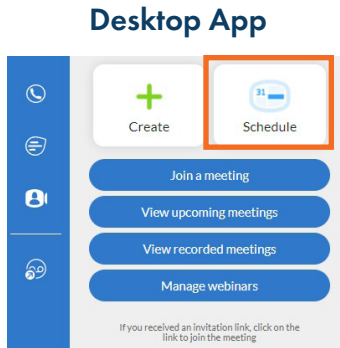 Desktop App
31
Create
Schedule
Join a meeting
View upcoming meetings
View recorded meetings
Manage webinars
If you received an invitation link, click on the
link to join the meeting